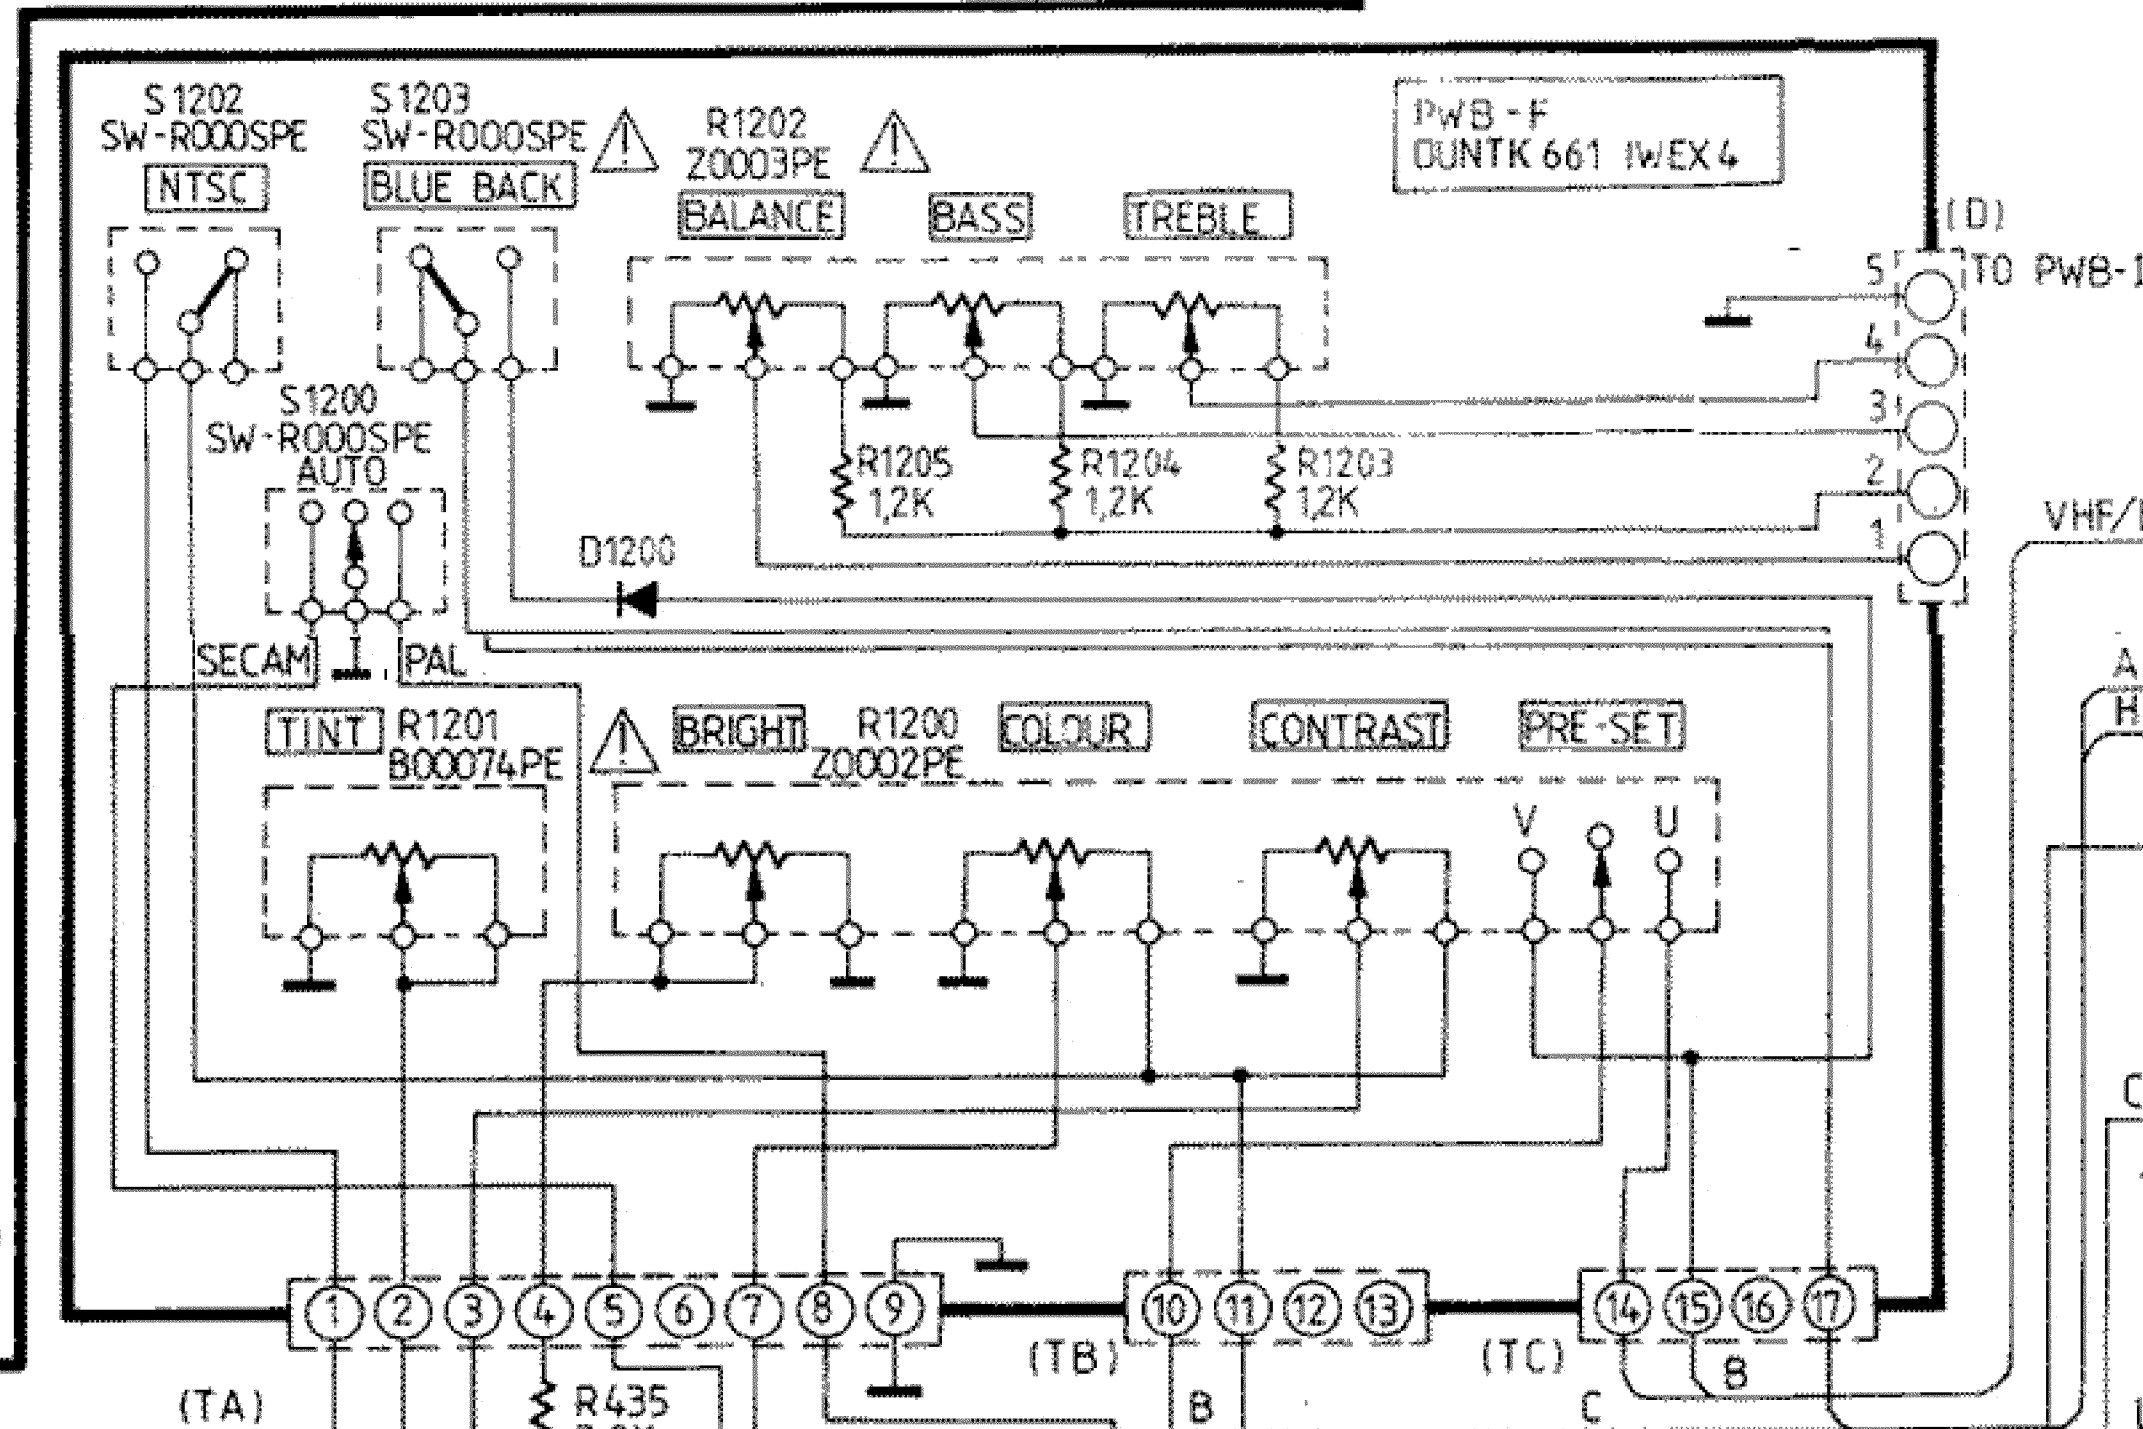 S1202
SW-R000SPE
NTSC
S1203
SW-R000SPE
BLUE BACK
R1202
Z0003PE
BALANCE
BASS
TREBLE
PWB-F
DUNTK 661 IWEX4
(D)
TO PWB-
5
4
3
2
1
S1200
SW-R000SPE
AUTO
R1205
1,2K
R1204
1,2K
R1203
1,2K
D1200
VHF/
SECAM
PAL
TINT
R1201
B00074PE
BRIGHT
R1200
Z0002PE
COLOUR
CONTRAST
PRE-SET
V
U
A
H
C
1
2
3
4
5
6
7
8
9
10
11
12
13
14
15
16
17
(TA)
R435
(TB)
B
(TC)
B
C